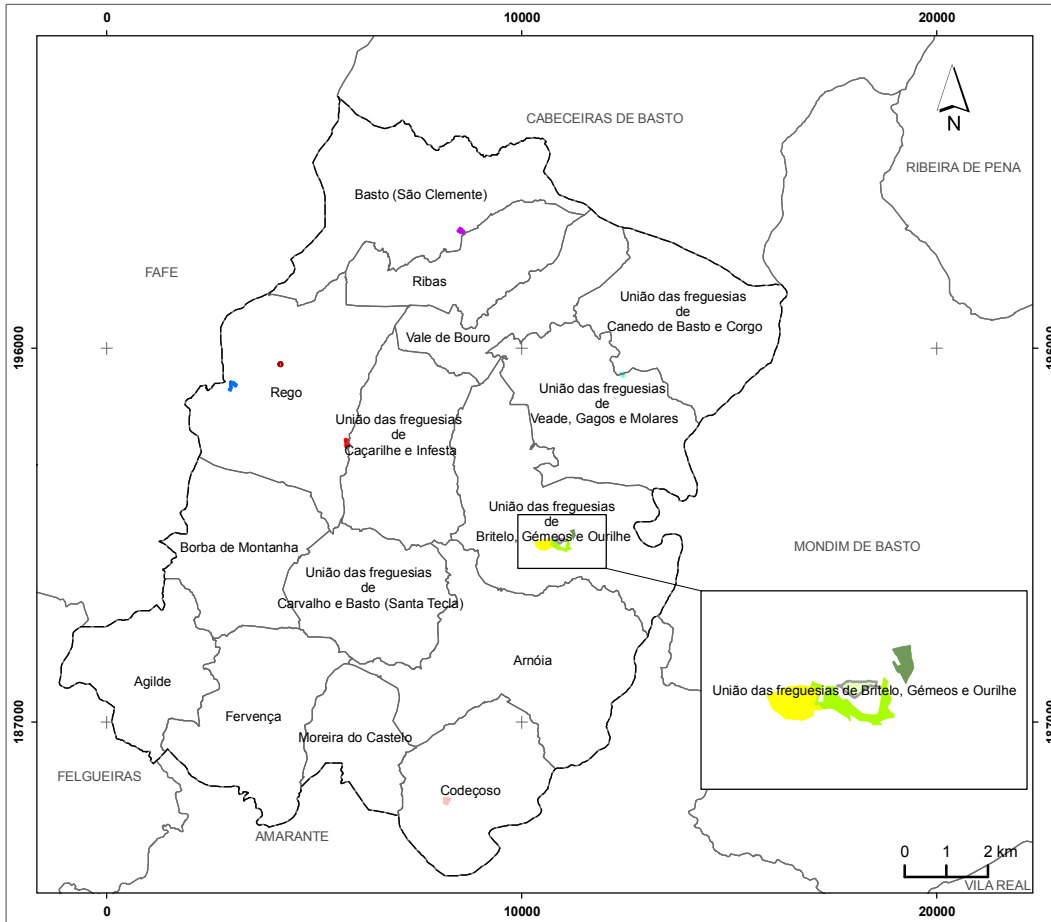 0 10000 20000
CABECEIRAS DE BASTO
N
RIBEIRA DE PENA
Basto (São Clemente)
FAFE
Ribas
União das freguesias
de
Canedo de Basto e Corgo
Vale de Bouro
196000 196000
Rego
União das freguesias
de
Veade, Gagos e Molares
União das freguesias
de
Caçarilhe e Infesta
União das freguesias
de
Britelo, Gémeos e Ourilhe
Borba de Montanha
MONDIM DE BASTO
União das freguesias
de
Carvalho e Basto (Santa Tecla)
Arnóia
Agilde
União das freguesias de Britelo, Gémeos e Ourilhe
Fervença
187000 187000
Moreira do Castelo
FELGUEIRAS
Codeçoso
AMARANTE
0 1 2 km
VILA REAL
0 10000 20000